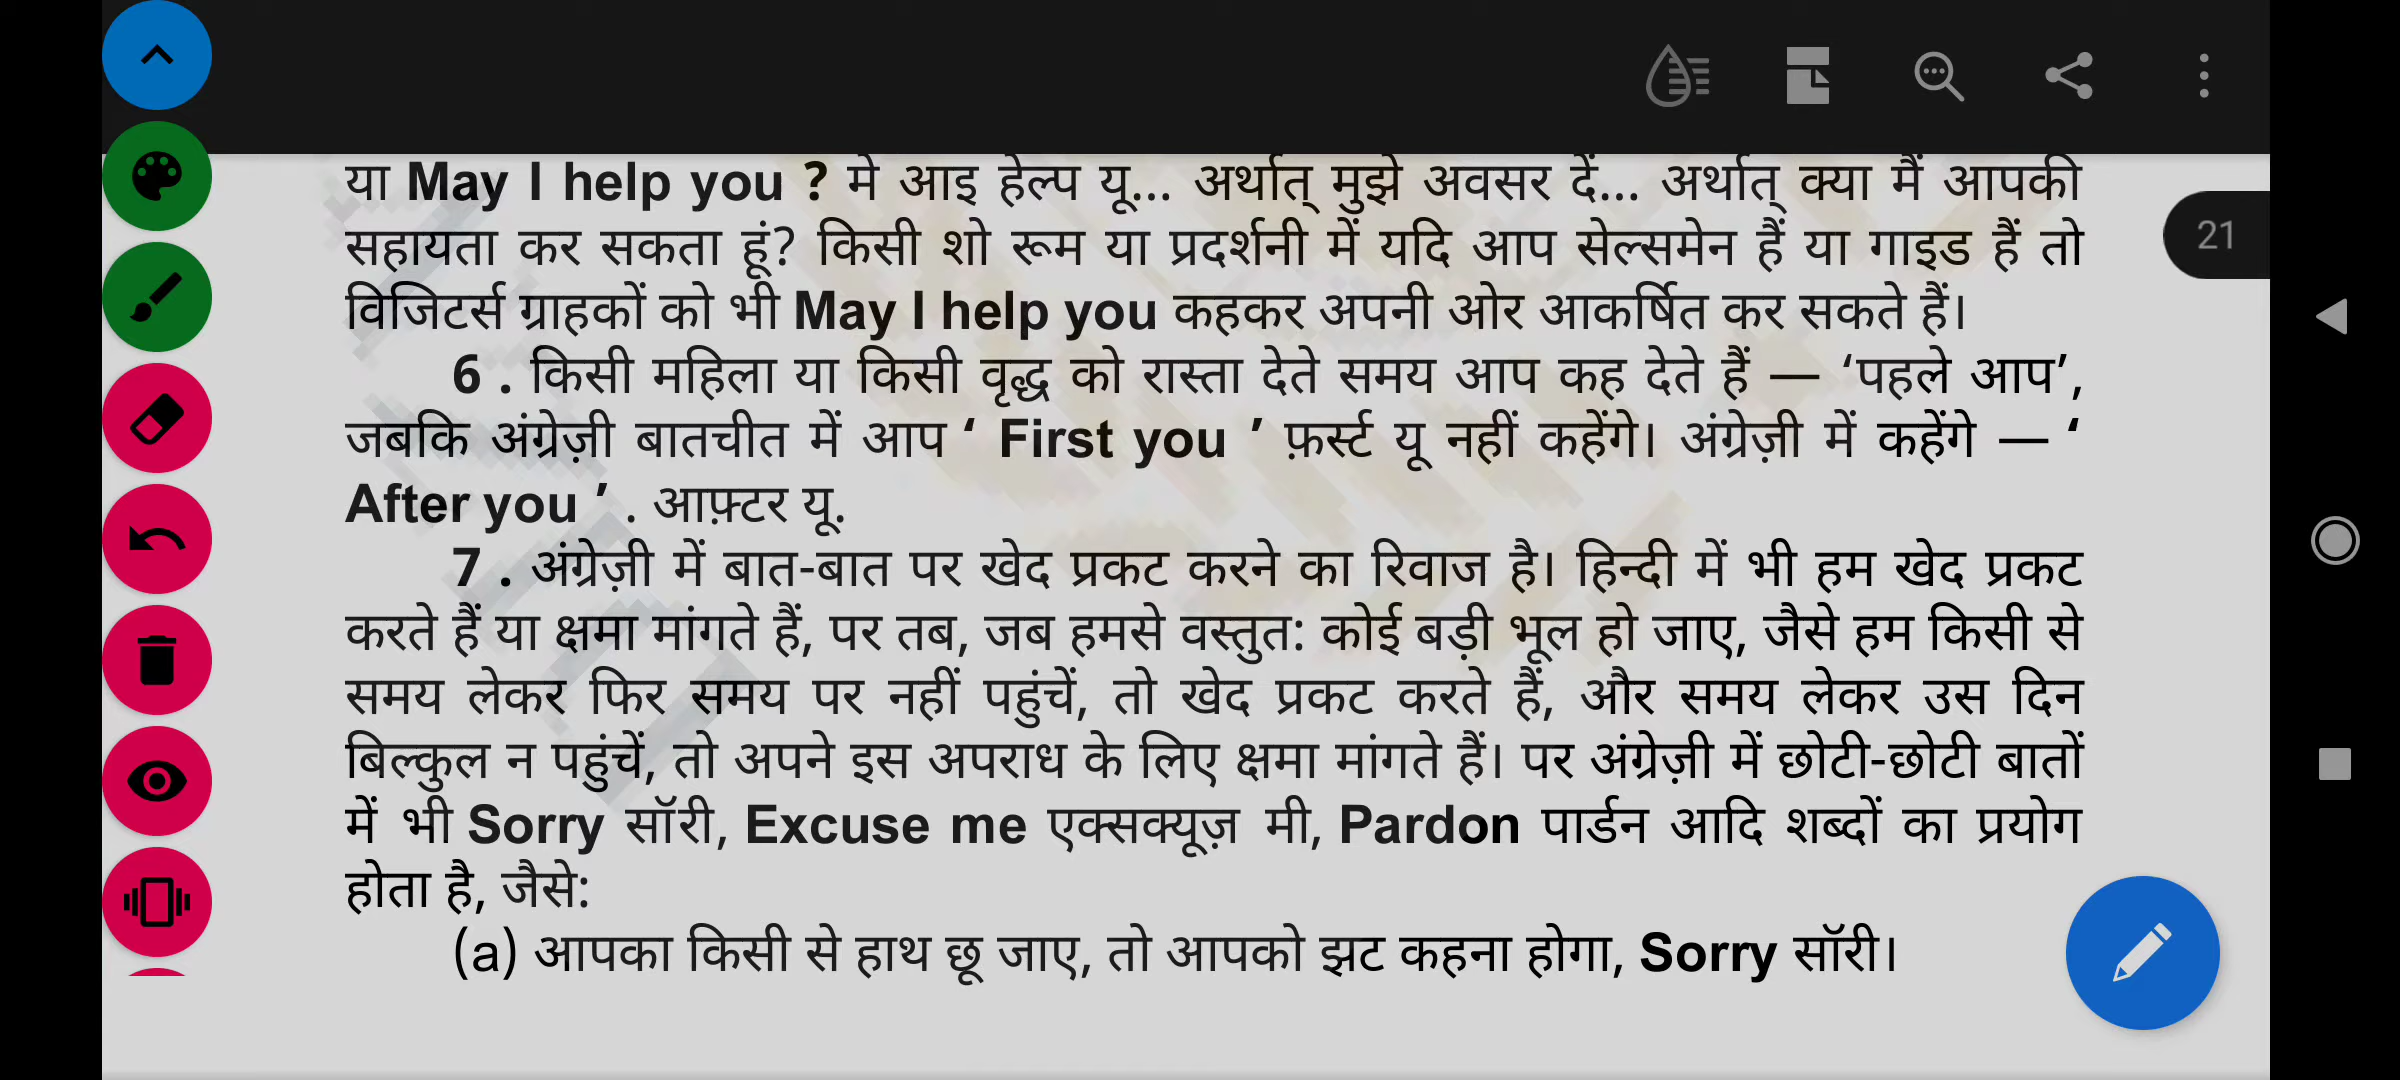 या May I help you ? मे आइ हेल्प यू... अर्थात् मुझे अवसर दें... अर्थात् क्या मैं आपकी
सहायता कर सकता हूं? किसी शो रूम या प्रदर्शनी में यदि आप सेल्समेन हैं या गाइड हैं तो
विजिटर्स ग्राहकों को भी May I help you कहकर अपनी ओर आकर्षित कर सकते हैं।
6 . किसी महिला या किसी वृद्ध को रास्ता देते समय आप कह देते हैं — ‘पहले आप’,
जबकि अंग्रेज़ी बातचीत में आप ‘ First you ’ फ़र्स्ट यू नहीं कहेंगे। अंग्रेज़ी में कहेंगे — ‘
After you ’ . आफ़्टर यू.
7 . अंग्रेज़ी में बात-बात पर खेद प्रकट करने का रिवाज है। हिन्दी में भी हम खेद प्रकट
करते हैं या क्षमा मांगते हैं, पर तब, जब हमसे वस्तुत: कोई बड़ी भूल हो जाए, जैसे हम किसी से
समय लेकर फिर समय पर नहीं पहुंचें, तो खेद प्रकट करते हैं, और समय लेकर उस दिन
बिल्कुल न पहुंचें, तो अपने इस अपराध के लिए क्षमा मांगते हैं। पर अंग्रेज़ी में छोटी-छोटी बातों
में भी Sorry सॉरी, Excuse me एक्सक्यूज़ मी, Pardon पार्डन आदि शब्दों का प्रयोग
होता है, जैसे:
(a) आपका किसी से हाथ छू जाए, तो आपको झट कहना होगा, Sorry सॉरी।
21